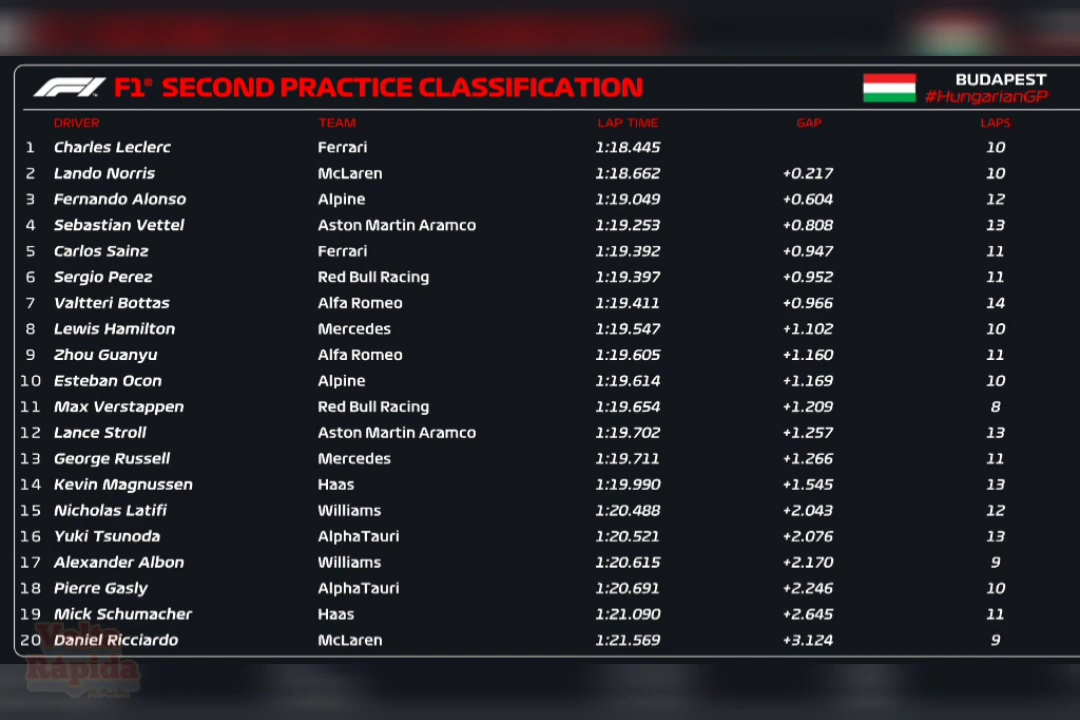 F1® SECOND PRACTICE CLASSIFICATION BUDAPEST
#HungarianGP
DRIVER TEAM LAP TIME GAP LAPS
1 Charles Leclerc Ferrari 1:18.445 10
2 Lando Norris McLaren 1:18.662 +0.217 10
3 Fernando Alonso Alpine 1:19.049 +0.604 12
4 Sebastian Vettel Aston Martin Aramco 1:19.253 +0.808 13
5 Carlos Sainz Ferrari 1:19.392 +0.947 11
6 Sergio Perez Red Bull Racing 1:19.397 +0.952 11
7 Valtteri Bottas Alfa Romeo 1:19.411 +0.966 14
8 Lewis Hamilton Mercedes 1:19.547 +1.102 10
9 Zhou Guanyu Alfa Romeo 1:19.605 +1.160 11
10 Esteban Ocon Alpine 1:19.614 +1.169 10
11 Max Verstappen Red Bull Racing 1:19.654 +1.209 8
12 Lance Stroll Aston Martin Aramco 1:19.702 +1.257 13
13 George Russell Mercedes 1:19.711 +1.266 11
14 Kevin Magnussen Haas 1:19.990 +1.545 13
15 Nicholas Latifi Williams 1:20.488 +2.043 12
16 Yuki Tsunoda AlphaTauri 1:20.521 +2.076 13
17 Alexander Albon Williams 1:20.615 +2.170 9
18 Pierre Gasly AlphaTauri 1:20.691 +2.246 10
19 Mick Schumacher Haas 1:21.090 +2.645 11
20 Daniel Ricciardo McLaren 1:21.569 +3.124 9
Volta
Rápida